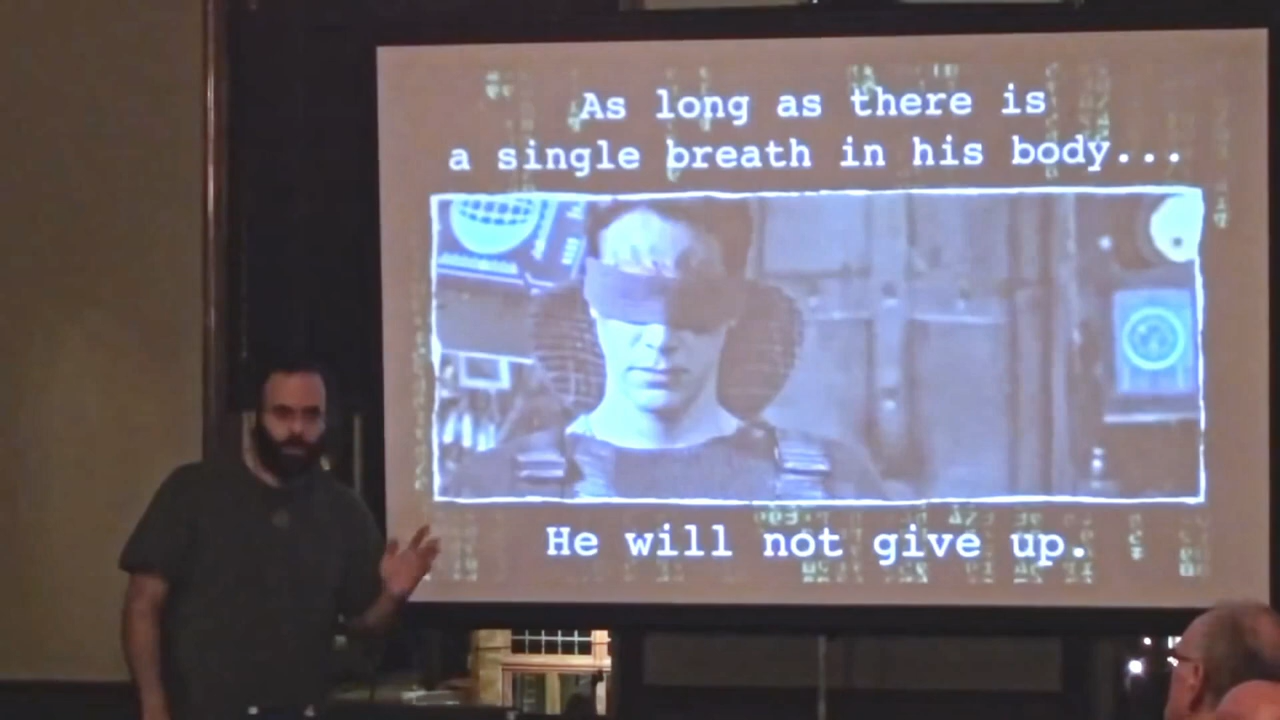 As long as there is
a single breath in his body...
He will not give up.